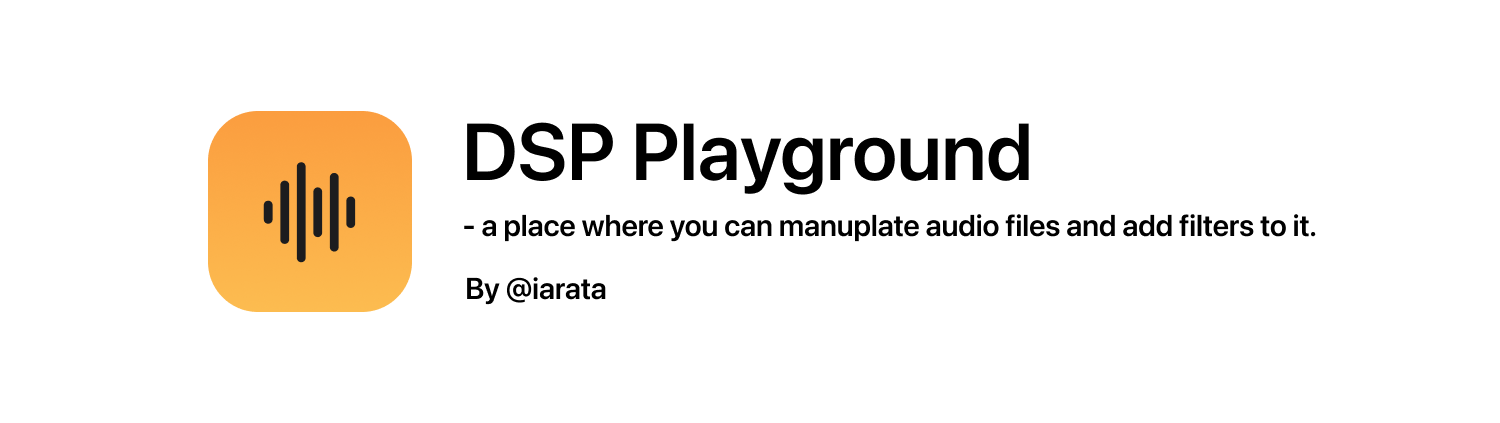 DSP Playground
- a place where you can manuplate audio files and add filters to it.
By @iarata